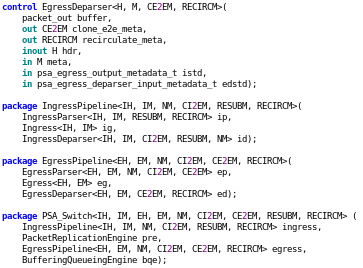 control EgressDeparser<H, M, CE2EM, RECIRCM>(
    packet_out buffer,
    out CE2EM clone_e2e_meta,
    out RECIRCM recirculate_meta,
    inout H hdr,
    in M meta,
    in psa_egress_output_metadata_t istd,
    in psa_egress_deparser_input_metadata_t edstd);

package IngressPipeline<IH, IM, NM, CI2EM, RESUBM, RECIRCM>(
    IngressParser<IH, IM, RESUBM, RECIRCM> ip,
    Ingress<IH, IM> ig,
    IngressDeparser<IH, IM, CI2EM, RESUBM, NM> id);

package EgressPipeline<EH, EM, NM, CI2EM, CE2EM, RECIRCM>(
    EgressParser<EH, EM, NM, CI2EM, CE2EM> ep,
    Egress<EH, EM> eg,
    EgressDeparser<EH, EM, CE2EM, RECIRCM> ed);

package PSA_Switch<IH, IM, EH, EM, NM, CI2EM, CE2EM, RESUBM, RECIRCM> (
    IngressPipeline<IH, IM, NM, CI2EM, RESUBM, RECIRCM> ingress,
    PacketReplicationEngine pre,
    EgressPipeline<EH, EM, NM, CI2EM, CE2EM, RECIRCM> egress,
    BufferingQueueingEngine bqe);